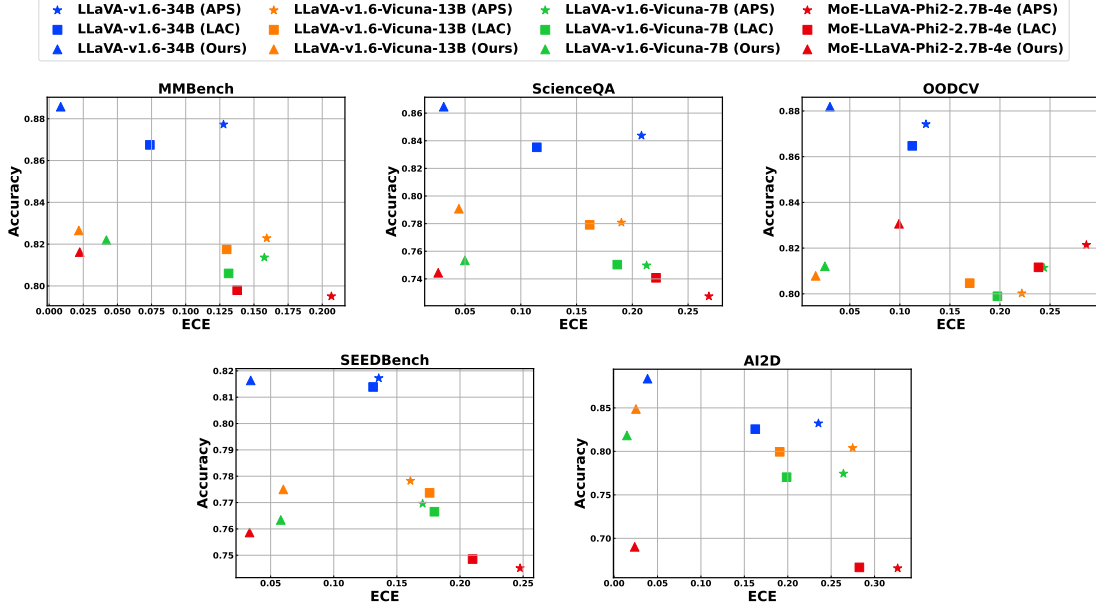 LLaVA-v1.6-34B (APS) LLaVA-v1.6-Vicuna-13B (APS) LLaVA-v1.6-Vicuna-7B (APS) MoE-LLaVA-Phi2-2.7B-4e (APS)
LLaVA-v1.6-34B (LAC) LLaVA-v1.6-Vicuna-13B (LAC) LLaVA-v1.6-Vicuna-7B (LAC) MoE-LLaVA-Phi2-2.7B-4e (LAC)
LLaVA-v1.6-34B (Ours) LLaVA-v1.6-Vicuna-13B (Ours) LLaVA-v1.6-Vicuna-7B (Ours) MoE-LLaVA-Phi2-2.7B-4e (Ours)
MMBench
Accuracy
0.88
0.86
0.84
0.82
0.80
0.000 0.025 0.050 0.075 0.100 0.125 0.150 0.175 0.200
ECE
ScienceQA
Accuracy
0.86
0.84
0.82
0.80
0.78
0.76
0.74
0.05 0.10 0.15 0.20 0.25
ECE
OODCV
Accuracy
0.88
0.86
0.84
0.82
0.80
0.05 0.10 0.15 0.20 0.25
ECE
SEEDBench
Accuracy
0.82
0.81
0.80
0.79
0.78
0.77
0.76
0.75
0.05 0.10 0.15 0.20 0.25
ECE
AI2D
Accuracy
0.85
0.80
0.75
0.70
0.00 0.05 0.10 0.15 0.20 0.25 0.30
ECE